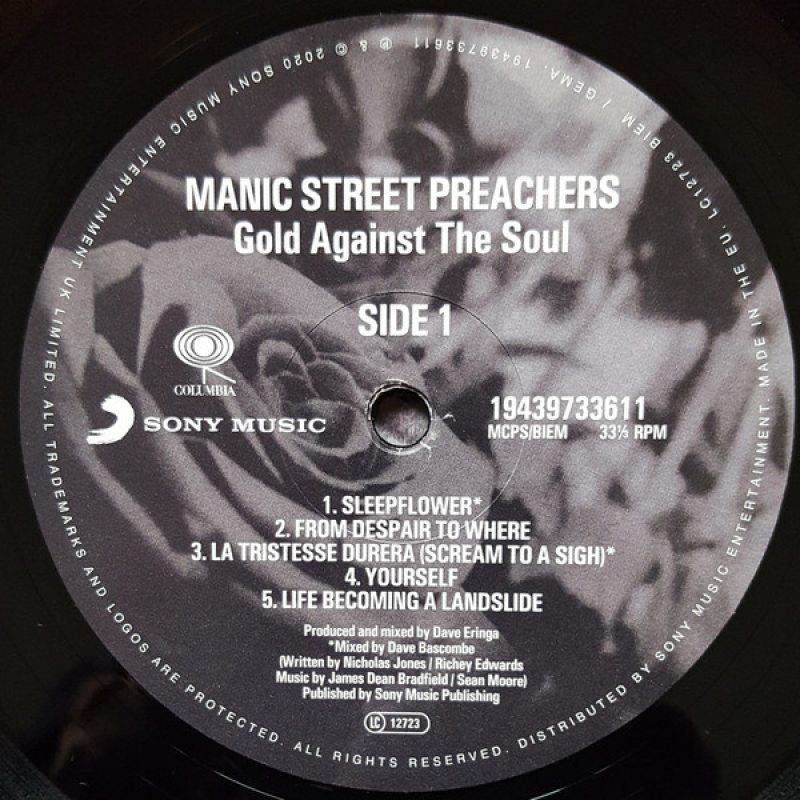 MANIC STREET PREACHERS
Gold Against The Soul
SIDE 1
COLUMBIA
SONY MUSIC
19439733611
MCPS/BIEM 33⅓ RPM
1. SLEEPFLOWER*
2. FROM DESPAIR TO WHERE
3. LA TRISTESSE DURERA (SCREAM TO A SIGH)*
4. YOURSELF
5. LIFE BECOMING A LANDSLIDE
Produced and mixed by Dave Eringa
*Mixed by Dave Bascombe
(Written by Nicholas Jones / Richey Edwards
Music by James Dean Bradfield / Sean Moore)
Published by Sony Music Publishing
LC 12723
℗ & © 2020 SONY MUSIC ENTERTAINMENT UK LIMITED. ALL TRADEMARKS AND LOGOS ARE PROTECTED. ALL RIGHTS RESERVED. DISTRIBUTED BY SONY MUSIC ENTERTAINMENT. MADE IN THE EU. LC12723 BIEM / GEMA. 19439733611